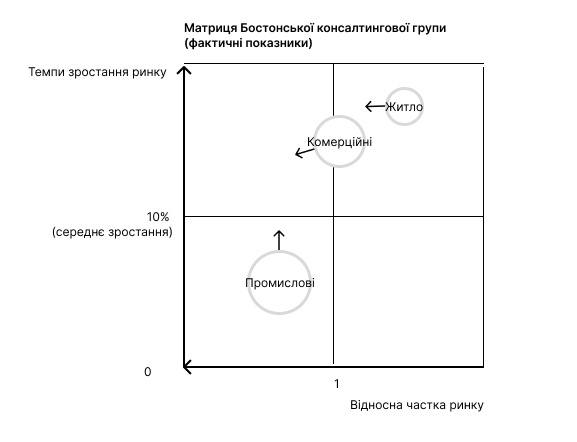 Матриця Бостонської консалтингової групи
(фактичні показники)
Темпи зростання ринку
Житло
Комерційні
10%
(середнє зростання)
Промислові
0
1
Відносна частка ринку